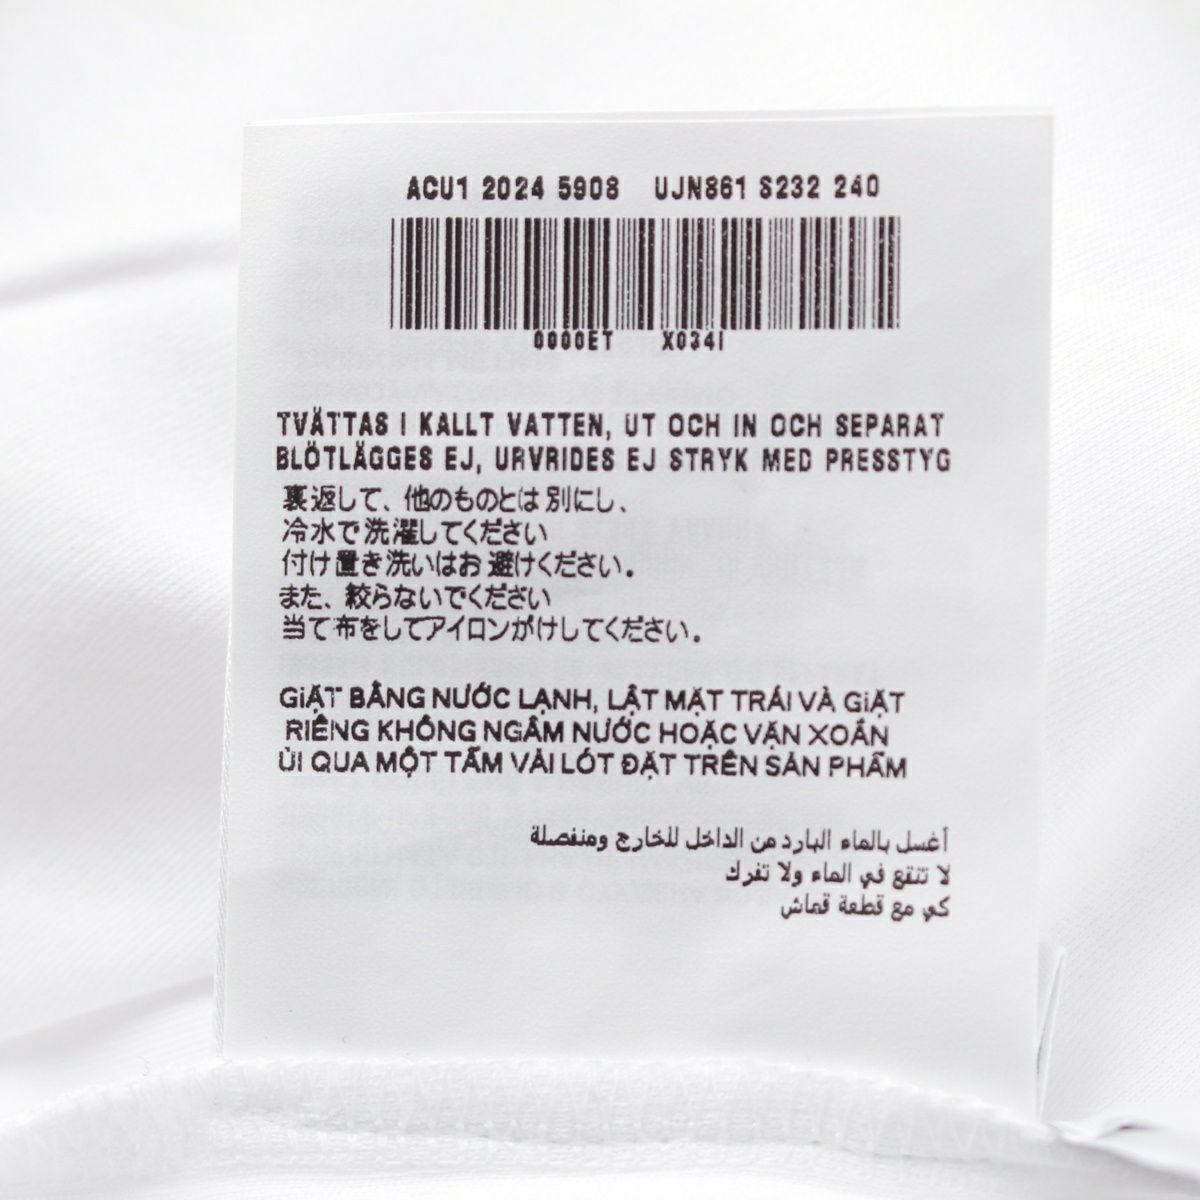 ACU1 2024 5908 UJN861 S232 240
0000ET X034I
TVÄTTAS I KALLT VATTEN, UT OCH IN OCH SEPARAT
BLÖTLÄGGES EJ, URVRIDES EJ STRYK MED PRESSTYG
裏返して、他のものとは別にし、
冷水で洗濯してください
付け置き洗いはお避けください.
また、絞らないでください
当て布をしてアイロンがけしてください.
GIẶT BẰNG NƯỚC LẠNH, LẬT MẶT TRÁI VÀ GIẶT
RIÊNG KHÔNG NGÂM NƯỚC HOẶC VẶN XOẮN
ỦI QUA MỘT TẤM VẢI LÓT ĐẶT TRÊN SẢN PHẨM
أغسل بالماء البارد من الداخل للخارج ومنفصلة
لا تنقع في الماء ولا تفرك
كي مع قطعة قماش